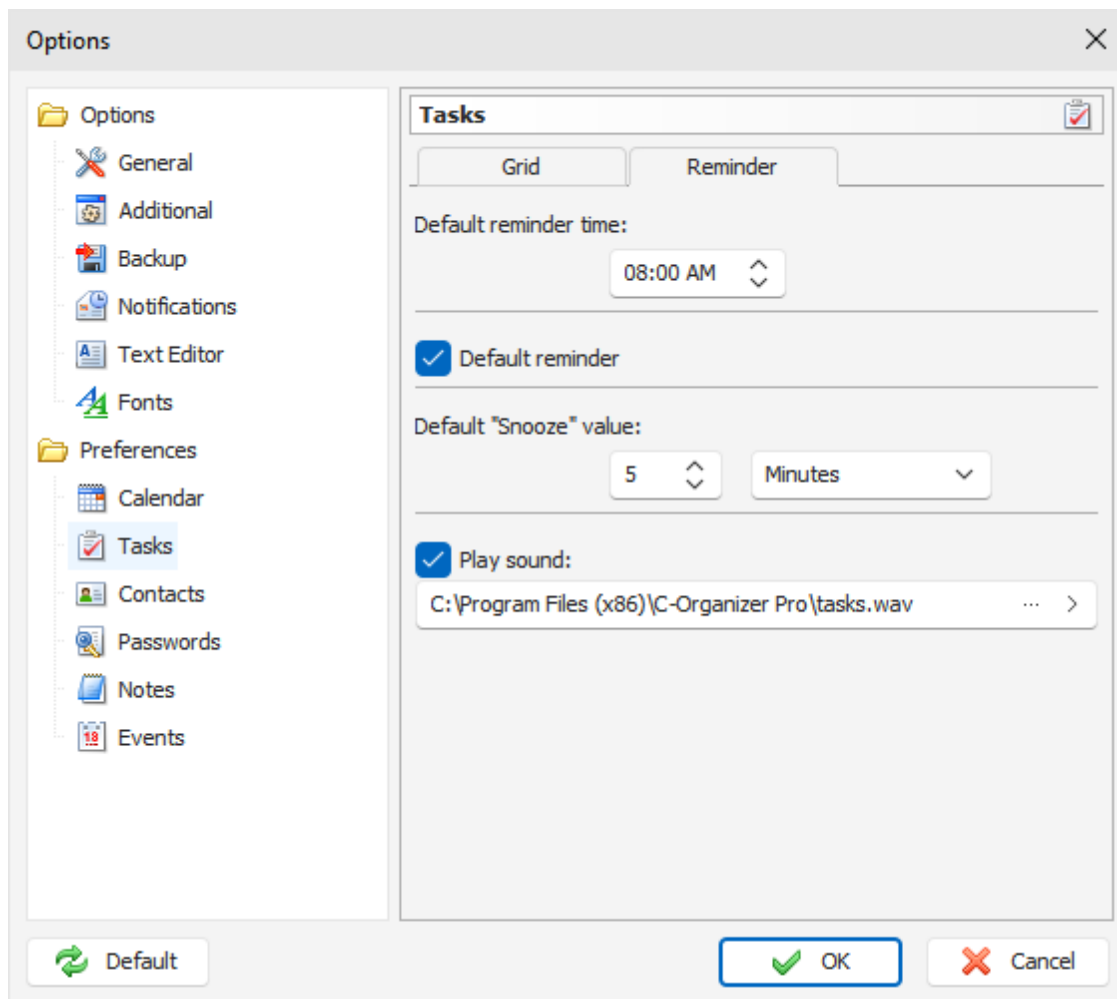 Options
Options
General
Additional
Backup
Notifications
Text Editor
Fonts
Preferences
Calendar
Tasks
Contacts
Passwords
Notes
Events
Tasks
Grid Reminder
Default reminder time:
08:00 AM
Default reminder
Default "Snooze" value:
5 Minutes
Play sound:
C:\Program Files (x86)\C-Organizer Pro\tasks.wav ...
Default OK Cancel